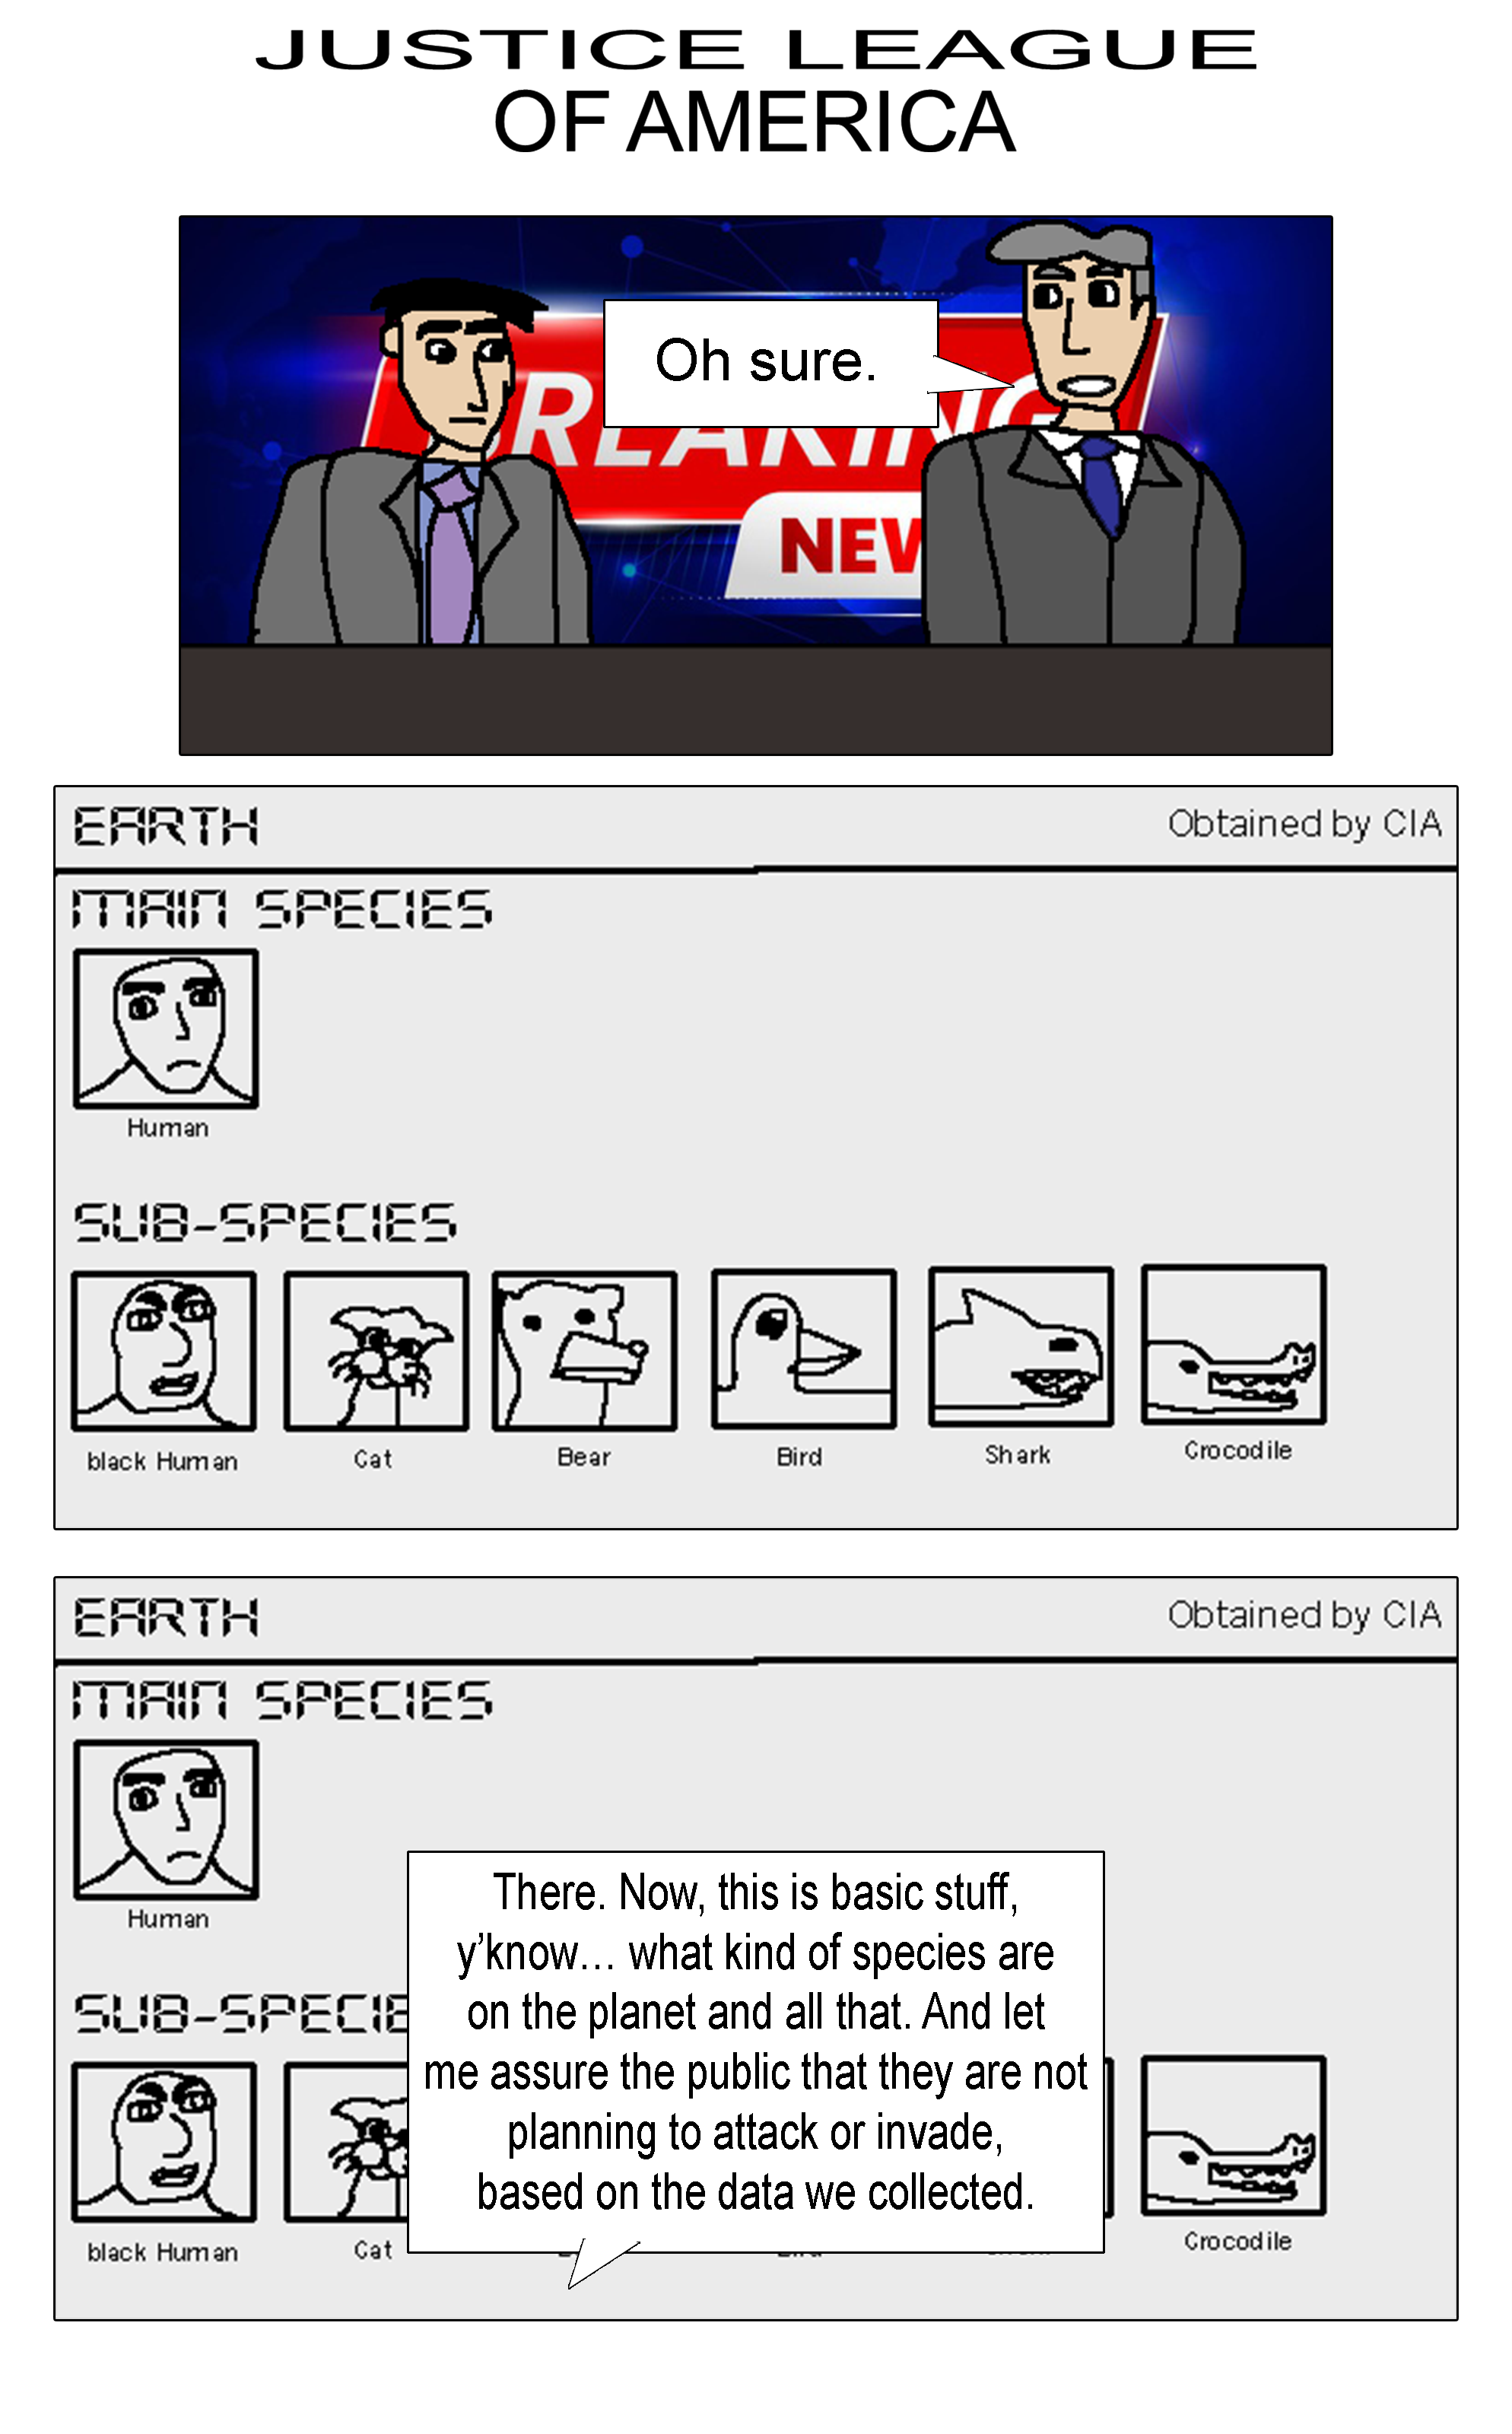 JUSTICE LEAGUE
OF AMERICA
Oh sure.
BREAKING
NEW
EARTH
Obtained by CIA
MAIN SPECIES
Human
SUB-SPECIES
black Human
Cat
Bear
Bird
Shark
Crocodile
EARTH
Obtained by CIA
MAIN SPECIES
Human
SUB-SPECIE
There. Now, this is basic stuff,
y'know... what kind of species are
on the planet and all that. And let
me assure the public that they are not
planning to attack or invade,
based on the data we collected.
black Human
Cat
Crocodile